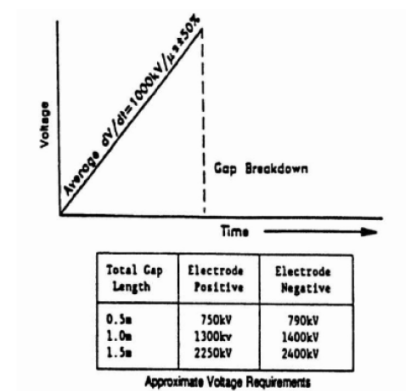 Voltage
Average dV/dt=1000kV/μs±50%
Gap Breakdown
Time
Total Gap Length Electrode Positive Electrode Negative
0.5m 750kV 790kV
1.0m 1300kv 1400kV
1.5m 2250kV 2400kV
Approximate Voltage Requirements